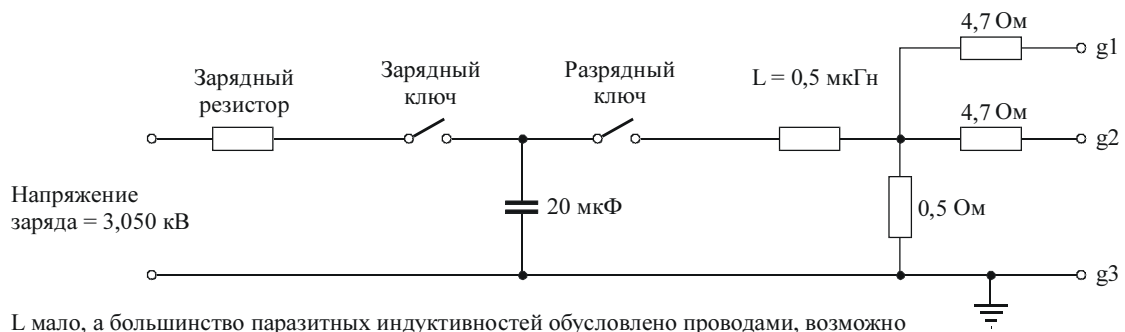 4,7 Ом
g1
Зарядный
резистор
Зарядный
ключ
Разрядный
ключ
L = 0,5 мкГн
4,7 Ом
g2
Напряжение
заряда = 3,050 кВ
20 мкФ
0,5 Ом
g3
L мало, а большинство паразитных индуктивностей обусловлено проводами, возможно